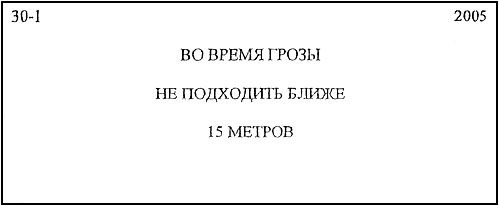 30-1 2005
ВО ВРЕМЯ ГРОЗЫ
НЕ ПОДХОДИТЬ БЛИЖЕ
15 МЕТРОВ